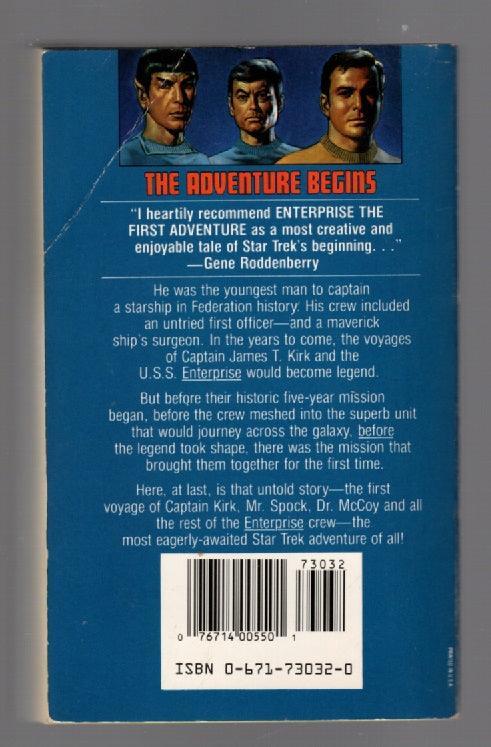 THE ADVENTURE BEGINS
"I heartily recommend ENTERPRISE THE
FIRST ADVENTURE as a most creative and
enjoyable tale of Star Trek's beginning. . ."
—Gene Roddenberry
He was the youngest man to captain
a starship in Federation history. His crew included
an untried first officer—and a maverick
ship's surgeon. In the years to come, the voyages
of Captain James T. Kirk and the
U.S.S. Enterprise would become legend.
But before their historic five-year mission
began, before the crew meshed into the superb unit
that would journey across the galaxy, before
the legend took shape, there was the mission that
brought them together for the first time.
Here, at last, is that untold story—the first
voyage of Captain Kirk, Mr. Spock, Dr. McCoy and all
the rest of the Enterprise crew—the
most eagerly-awaited Star Trek adventure of all!
73032
0 76714 00550 1
ISBN 0-671-73032-0
PRINTED IN U.S.A.